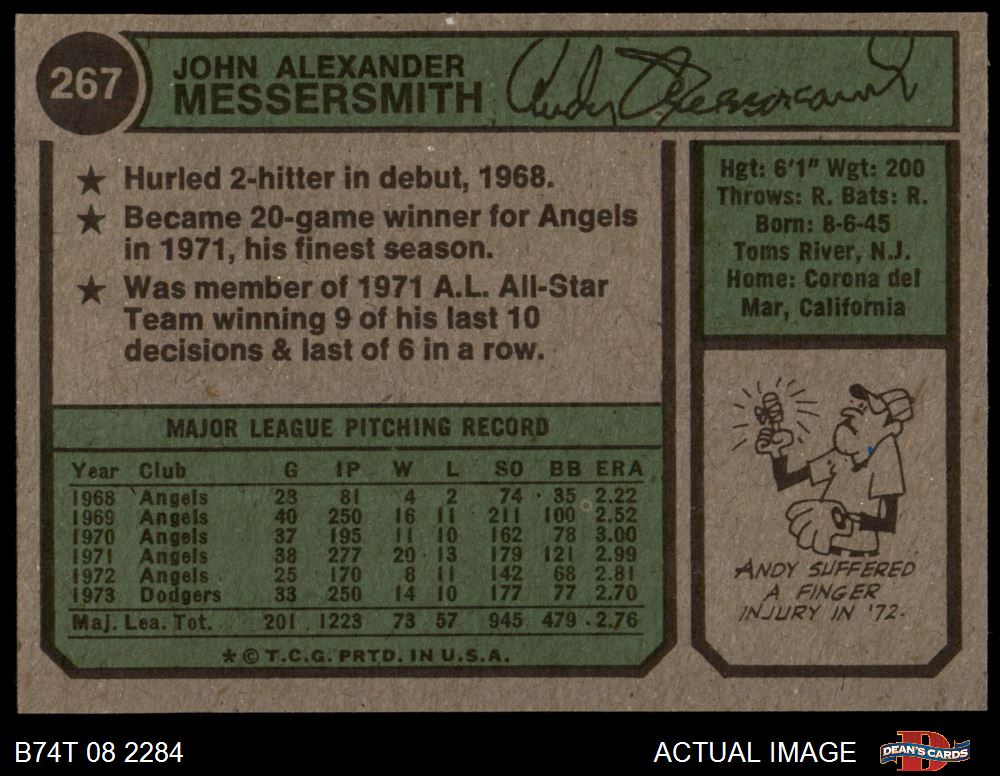 267
JOHN ALEXANDER
MESSERSMITH
Andy Messersmith
★ Hurled 2-hitter in debut, 1968.
★ Became 20-game winner for Angels
in 1971, his finest season.
★ Was member of 1971 A.L. All-Star
Team winning 9 of his last 10
decisions & last of 6 in a row.
Hgt: 6'1" Wgt: 200
Throws: R. Bats: R.
Born: 8-6-45
Toms River, N.J.
Home: Corona del
Mar, California
MAJOR LEAGUE PITCHING RECORD
Year Club G IP W L SO BB ERA
1968 Angels 23 81 4 2 74 35 2.22
1969 Angels 40 250 16 11 211 100 2.52
1970 Angels 37 195 11 10 162 78 3.00
1971 Angels 38 277 20 13 179 121 2.99
1972 Angels 25 170 8 11 142 68 2.81
1973 Dodgers 33 250 14 10 177 77 2.70
Maj. Lea. Tot. 201 1223 73 57 945 479 2.76
* © T.C.G. PRTD. IN U.S.A.
ANDY SUFFERED
A FINGER
INJURY IN '72.
B74T 08 2284
ACTUAL IMAGE
D
DEAN'S CARDS